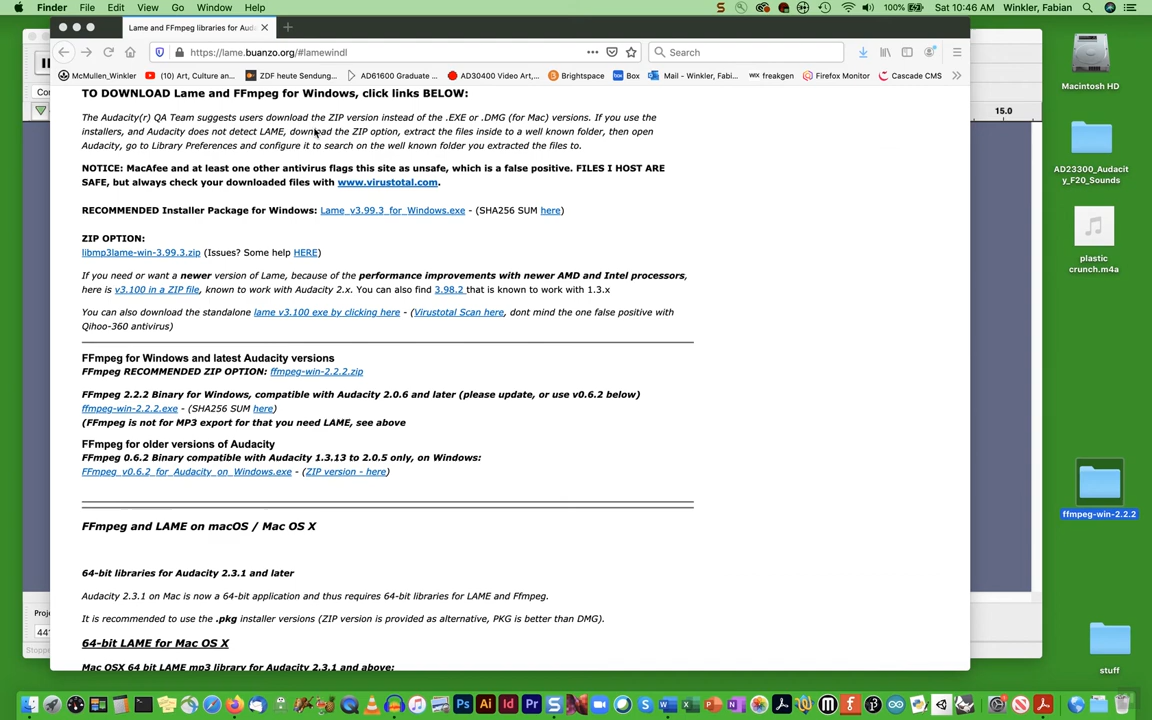 Finder File Edit View Go Window Help 100% Sat 10:46 AM Winkler, Fabian
Lame and FFmpeg libraries for Aud
https://lame.buanzo.org/#lamewindl
Search
McMullen_Winkler (10) Art, Culture an... ZDF heute Sendung... AD61600 Graduate ... AD30400 Video Art,... Brightspace Box Mail - Winkler, Fabi... freakgen Firefox Monitor Cascade CMS
TO DOWNLOAD Lame and FFmpeg for Windows, click links BELOW:
The Audacity(r) QA Team suggests users download the ZIP version instead of the .EXE or .DMG (for Mac) versions. If you use the
installers, and Audacity does not detect LAME, download the ZIP option, extract the files inside to a well known folder, then open
Audacity, go to Library Preferences and configure it to search on the well known folder you extracted the files to.
NOTICE: MacAfee and at least one other antivirus flags this site as unsafe, which is a false positive. FILES I HOST ARE
SAFE, but always check your downloaded files with www.virustotal.com.
RECOMMENDED Installer Package for Windows: Lame_v3.99.3_for_Windows.exe - (SHA256 SUM here)
ZIP OPTION:
libmp3lame-win-3.99.3.zip (Issues? Some help HERE)
If you need or want a newer version of Lame, because of the performance improvements with newer AMD and Intel processors,
here is v3.100 in a ZIP file, known to work with Audacity 2.x. You can also find 3.98.2 that is known to work with 1.3.x
You can also download the standalone lame v3.100 exe by clicking here - (Virustotal Scan here, dont mind the one false positive with
Qihoo-360 antivirus)
FFmpeg for Windows and latest Audacity versions
FFmpeg RECOMMENDED ZIP OPTION: ffmpeg-win-2.2.2.zip
FFmpeg 2.2.2 Binary for Windows, compatible with Audacity 2.0.6 and later (please update, or use v0.6.2 below)
ffmpeg-win-2.2.2.exe - (SHA256 SUM here)
(FFmpeg is not for MP3 export for that you need LAME, see above
FFmpeg for older versions of Audacity
FFmpeg 0.6.2 Binary compatible with Audacity 1.3.13 to 2.0.5 only, on Windows:
FFmpeg_v0.6.2_for_Audacity_on_Windows.exe - (ZIP version - here)
FFmpeg and LAME on macOS / Mac OS X
64-bit libraries for Audacity 2.3.1 and later
Audacity 2.3.1 on Mac is now a 64-bit application and thus requires 64-bit libraries for LAME and Ffmpeg.
It is recommended to use the .pkg installer versions (ZIP version is provided as alternative, PKG is better than DMG).
64-bit LAME for Mac OS X
Mac OSX 64 bit LAME mp3 library for Audacity 2.3.1 and above:
15.0
Macintosh HD
AD23300_Audacit
y_F20_Sounds
plastic
crunch.m4a
ffmpeg-win-2.2.2
stuff